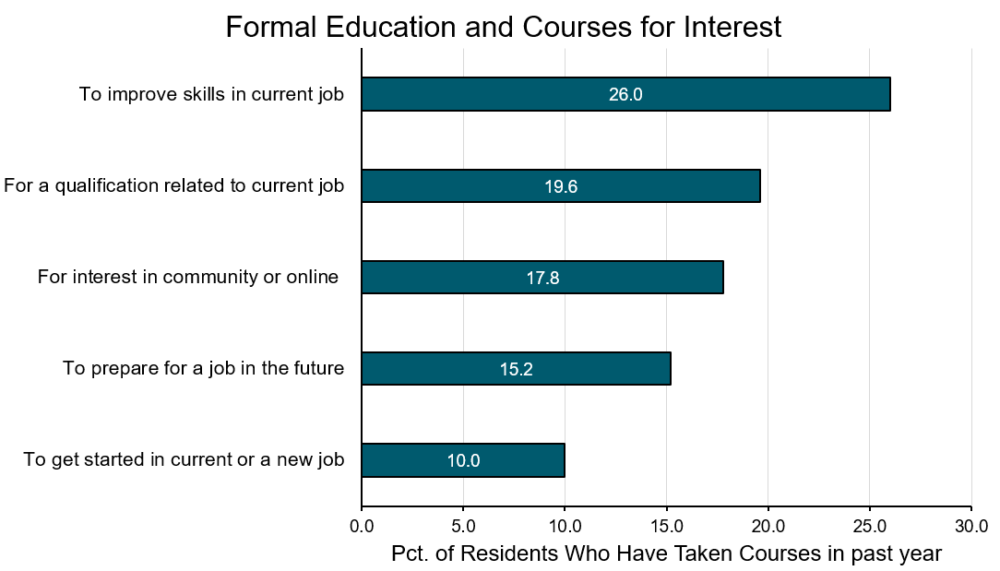 Formal Education and Courses for Interest
To improve skills in current job
26.0
For a qualification related to current job
19.6
For interest in community or online
17.8
To prepare for a job in the future
15.2
To get started in current or a new job
10.0
0.0 5.0 10.0 15.0 20.0 25.0 30.0
Pct. of Residents Who Have Taken Courses in past year